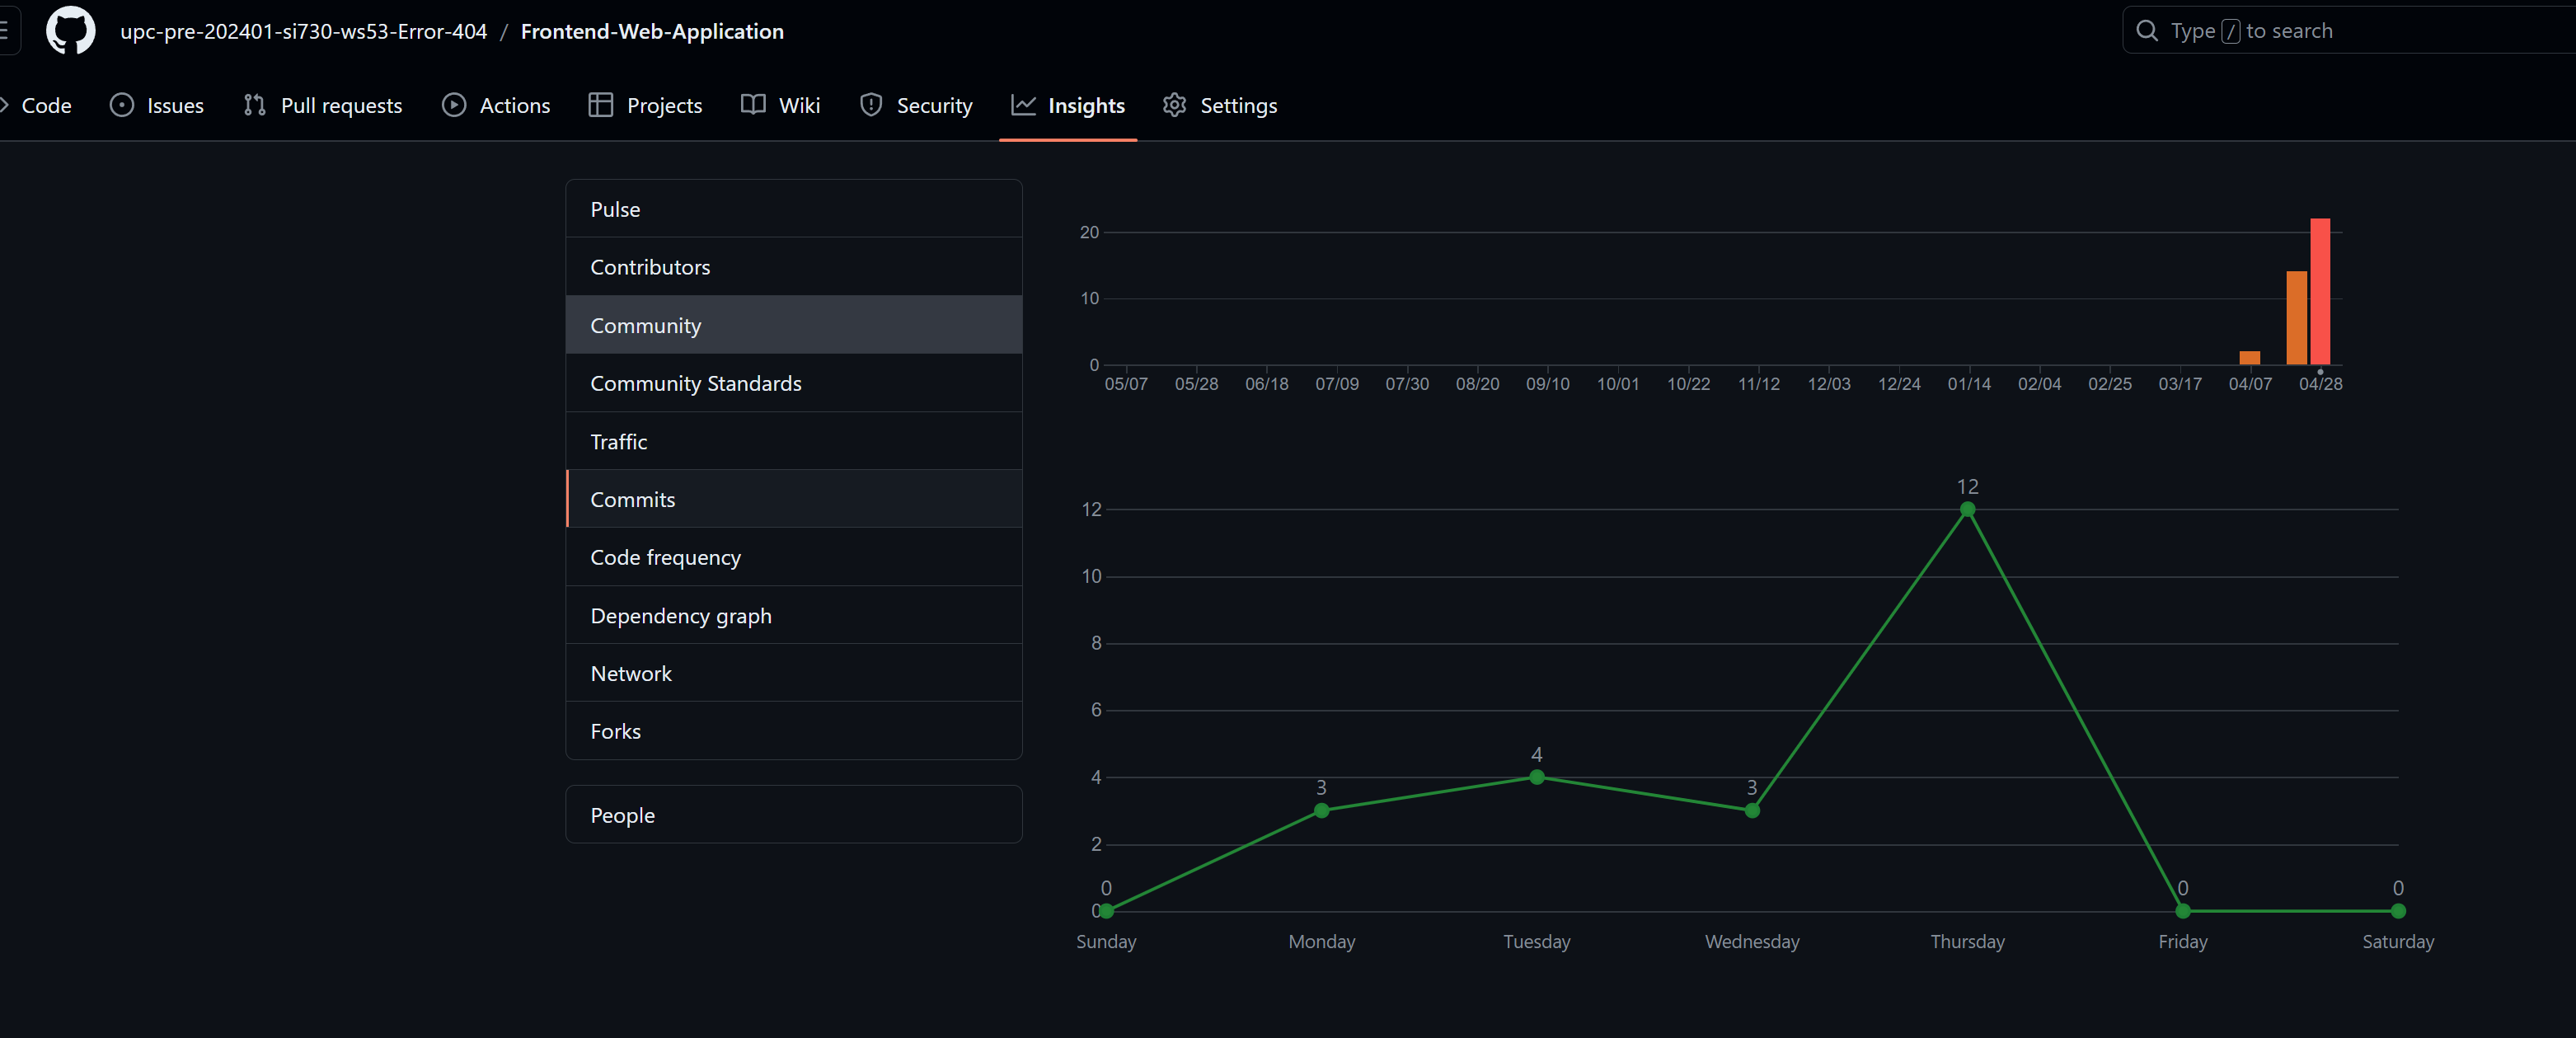 upc-pre-202401-si730-ws53-Error-404 / Frontend-Web-Application
Type / to search
Code Issues Pull requests Actions Projects Wiki Security Insights Settings
Pulse
Contributors
Community
Community Standards
Traffic
Commits
Code frequency
Dependency graph
Network
Forks
People
20
10
0
05/07 05/28 06/18 07/09 07/30 08/20 09/10 10/01 10/22 11/12 12/03 12/24 01/14 02/04 02/25 03/17 04/07 04/28
12
12
10
8
6
4
4
3
3
2
0
0
0
0
Sunday Monday Tuesday Wednesday Thursday Friday Saturday